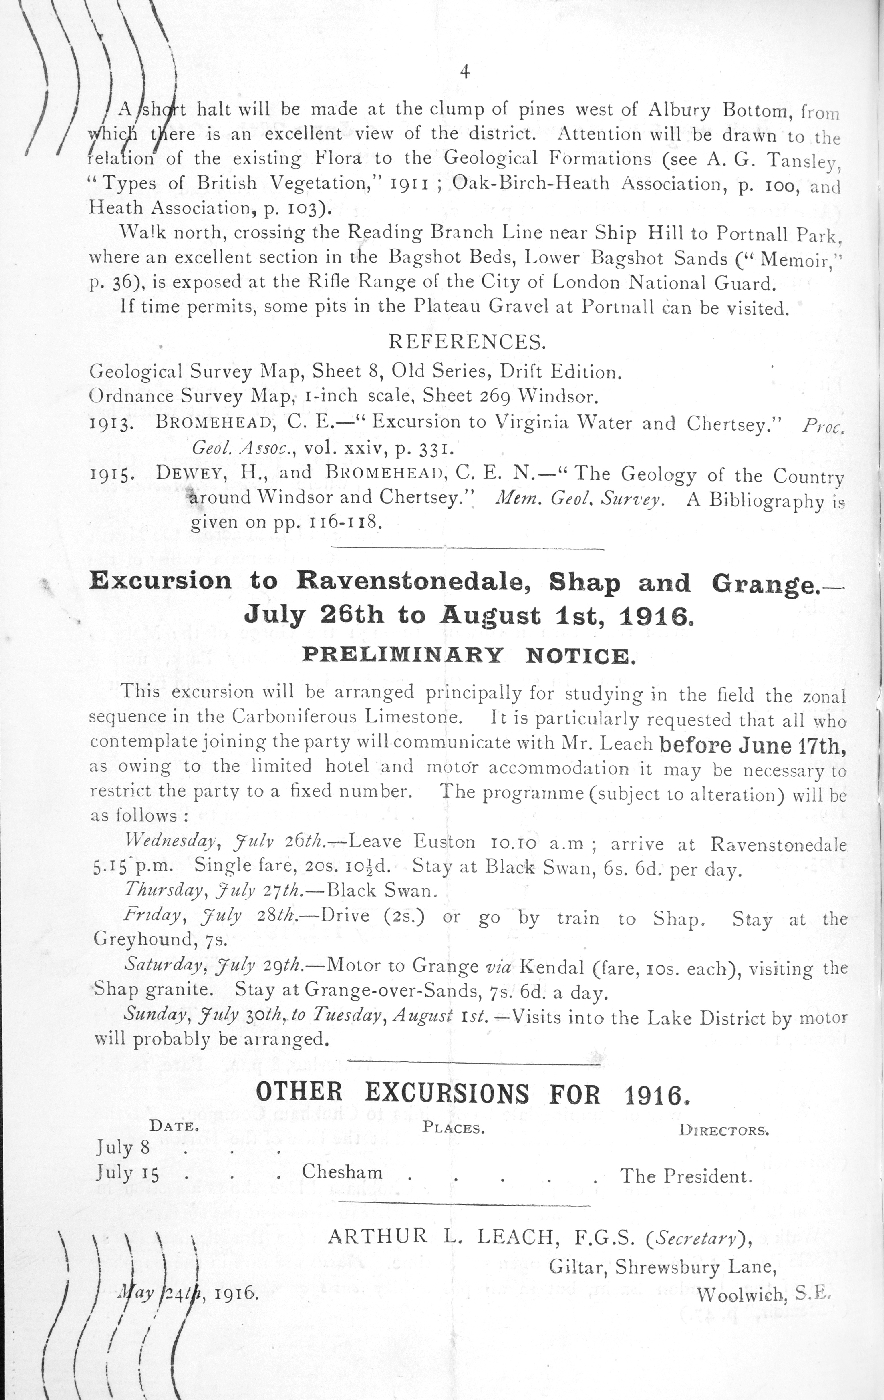 4
A short halt will be made at the clump of pines west of Albury Bottom, from
which there is an excellent view of the district. Attention will be drawn to the
relation of the existing Flora to the Geological Formations (see A. G. Tansley,
“Types of British Vegetation,” 1911 ; Oak-Birch-Heath Association, p. 100, and
Heath Association, p. 103).
Walk north, crossing the Reading Branch Line near Ship Hill to Portnall Park,
where an excellent section in the Bagshot Beds, Lower Bagshot Sands (“Memoir,”
p. 36), is exposed at the Rifle Range of the City of London National Guard.
If time permits, some pits in the Plateau Gravel at Portnall can be visited.
REFERENCES.
Geological Survey Map, Sheet 8, Old Series, Drift Edition.
Ordnance Survey Map, 1-inch scale, Sheet 269 Windsor.
1913. BROMEHEAD, C. E.—“Excursion to Virginia Water and Chertsey.” Proc.
Geol. Assoc., vol. xxiv, p. 331.
1915. DEWEY, H., and BROMEHEAD, C. E. N.—“The Geology of the Country
around Windsor and Chertsey.” Mem. Geol. Survey. A Bibliography is
given on pp. 116-118.
Excursion to Ravenstonedale, Shap and Grange.—
July 26th to August 1st, 1916.
PRELIMINARY NOTICE.
This excursion will be arranged principally for studying in the field the zonal
sequence in the Carboniferous Limestone. It is particularly requested that all who
contemplate joining the party will communicate with Mr. Leach before June 17th,
as owing to the limited hotel and motor accommodation it may be necessary to
restrict the party to a fixed number. The programme (subject to alteration) will be
as follows :
Wednesday, July 26th.—Leave Euston 10.10 a.m ; arrive at Ravenstonedale
5.15 p.m. Single fare, 20s. 10½d. Stay at Black Swan, 6s. 6d. per day.
Thursday, July 27th.—Black Swan.
Friday, July 28th.—Drive (2s.) or go by train to Shap. Stay at the
Greyhound, 7s.
Saturday, July 29th.—Motor to Grange via Kendal (fare, 10s. each), visiting the
Shap granite. Stay at Grange-over-Sands, 7s. 6d. a day.
Sunday, July 30th, to Tuesday, August 1st.—Visits into the Lake District by motor
will probably be arranged.
OTHER EXCURSIONS FOR 1916.
DATE. PLACES. DIRECTORS.
July 8 . . .
July 15 . . . Chesham . . . . . The President.
ARTHUR L. LEACH, F.G.S. (Secretary),
Giltar, Shrewsbury Lane,
May 24th, 1916. Woolwich, S.E.